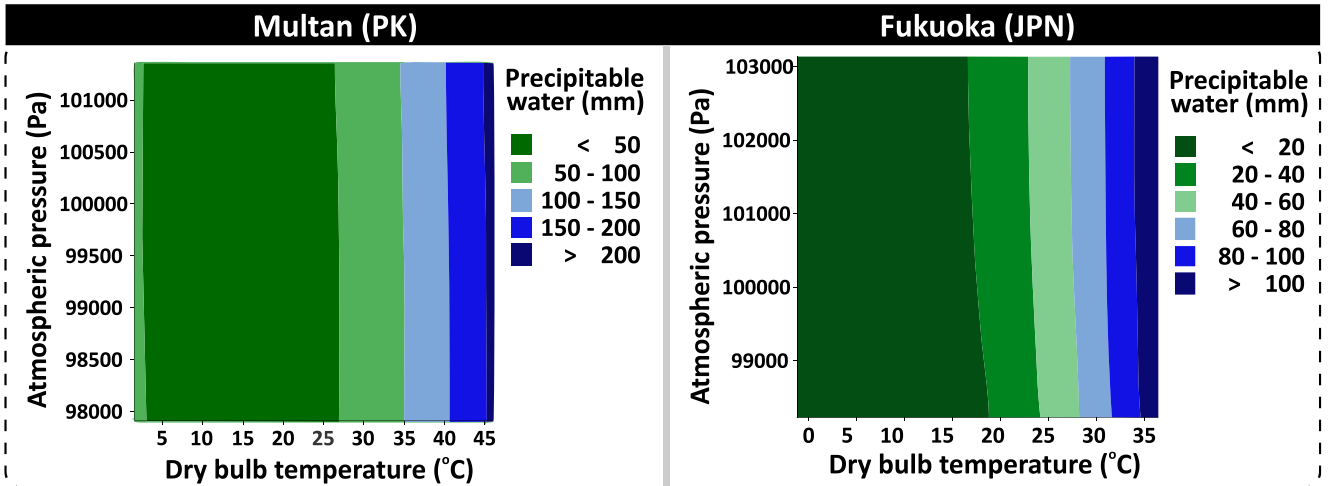 Multan (PK)
Atmospheric pressure (Pa)
101000
100500
100000
99500
99000
98500
98000
5 10 15 20 25 30 35 40 45
Dry bulb temperature (°C)
Precipitable
water (mm)
< 50
50 - 100
100 - 150
150 - 200
> 200
Fukuoka (JPN)
Atmospheric pressure (Pa)
103000
102000
101000
100000
99000
0 5 10 15 20 25 30 35
Dry bulb temperature (°C)
Precipitable
water (mm)
< 20
20 - 40
40 - 60
60 - 80
80 - 100
> 100